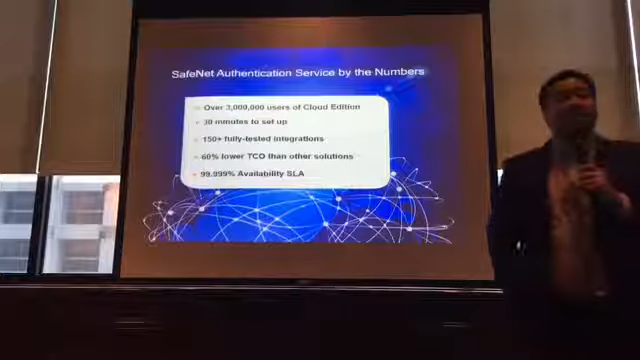 SafeNet Authentication Service by the Numbers
Over 3,000,000 users of Cloud Edition
30 minutes to set up
150+ fully-tested integrations
60% lower TCO than other solutions
99.999% Availability SLA